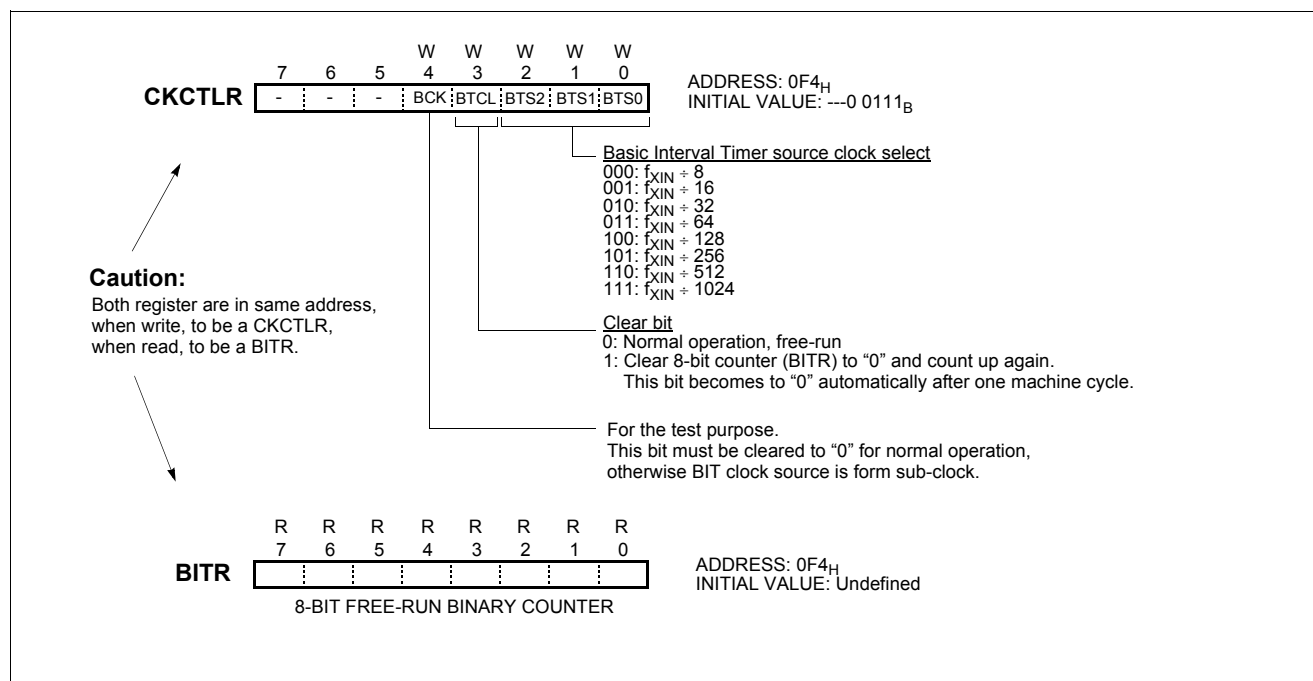 W W W W W
7 6 5 4 3 2 1 0
CKCTLR - - - BCK BTCL BTS2 BTS1 BTS0
ADDRESS: 0F4H
INITIAL VALUE: ---0 0111B
Basic Interval Timer source clock select
000: fXIN ÷ 8
001: fXIN ÷ 16
010: fXIN ÷ 32
011: fXIN ÷ 64
100: fXIN ÷ 128
101: fXIN ÷ 256
110: fXIN ÷ 512
111: fXIN ÷ 1024
Caution:
Both register are in same address,
when write, to be a CKCTLR,
when read, to be a BITR.
Clear bit
0: Normal operation, free-run
1: Clear 8-bit counter (BITR) to “0” and count up again.
This bit becomes to “0” automatically after one machine cycle.
For the test purpose.
This bit must be cleared to “0” for normal operation,
otherwise BIT clock source is form sub-clock.
R R R R R R R R
7 6 5 4 3 2 1 0
BITR
ADDRESS: 0F4H
INITIAL VALUE: Undefined
8-BIT FREE-RUN BINARY COUNTER